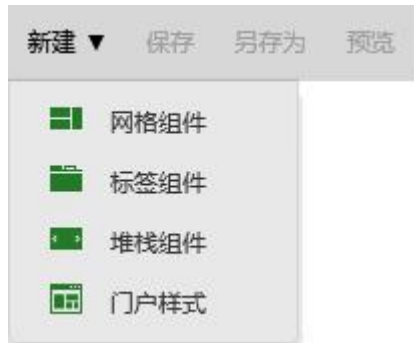 新建 ▼ 保存 另存为 预览
网格组件
标签组件
堆栈组件
门户样式